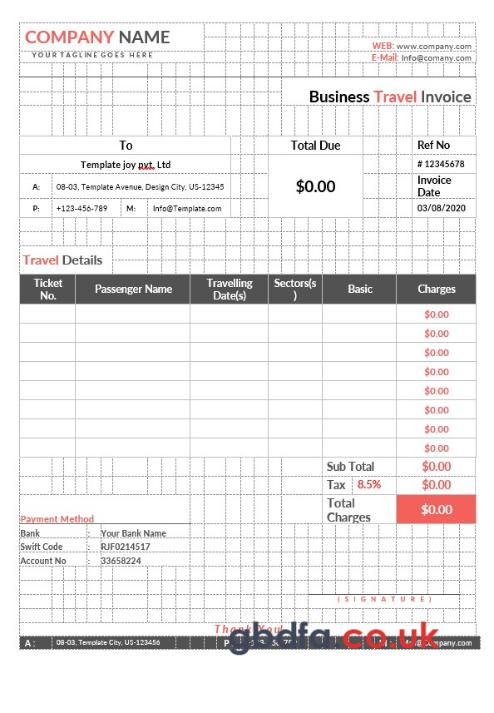 COMPANY NAME
YOUR TAGLINE GOES HERE
WEB: www.company.com
E-Mail: Info@comany.com
Business Travel Invoice
To Total Due Ref No
Template joy pvt, Ltd # 12345678
A: 08-03, Template Avenue, Design City, US-12345 $0.00 Invoice Date
P: +123-456-789 M: Info@Template.com 03/08/2020
Travel Details
Ticket No. Passenger Name Travelling Date(s) Sectors(s) Basic Charges
$0.00
$0.00
$0.00
$0.00
$0.00
$0.00
$0.00
$0.00
Sub Total $0.00
Tax 8.5% $0.00
Total Charges $0.00
Payment Method
Bank : Your Bank Name
Swift Code : RJF0214517
Account No : 33658224
(SIGNATURE)
Thank You!
A : 08-03, Template City, US-123456
gbdfa.co.uk